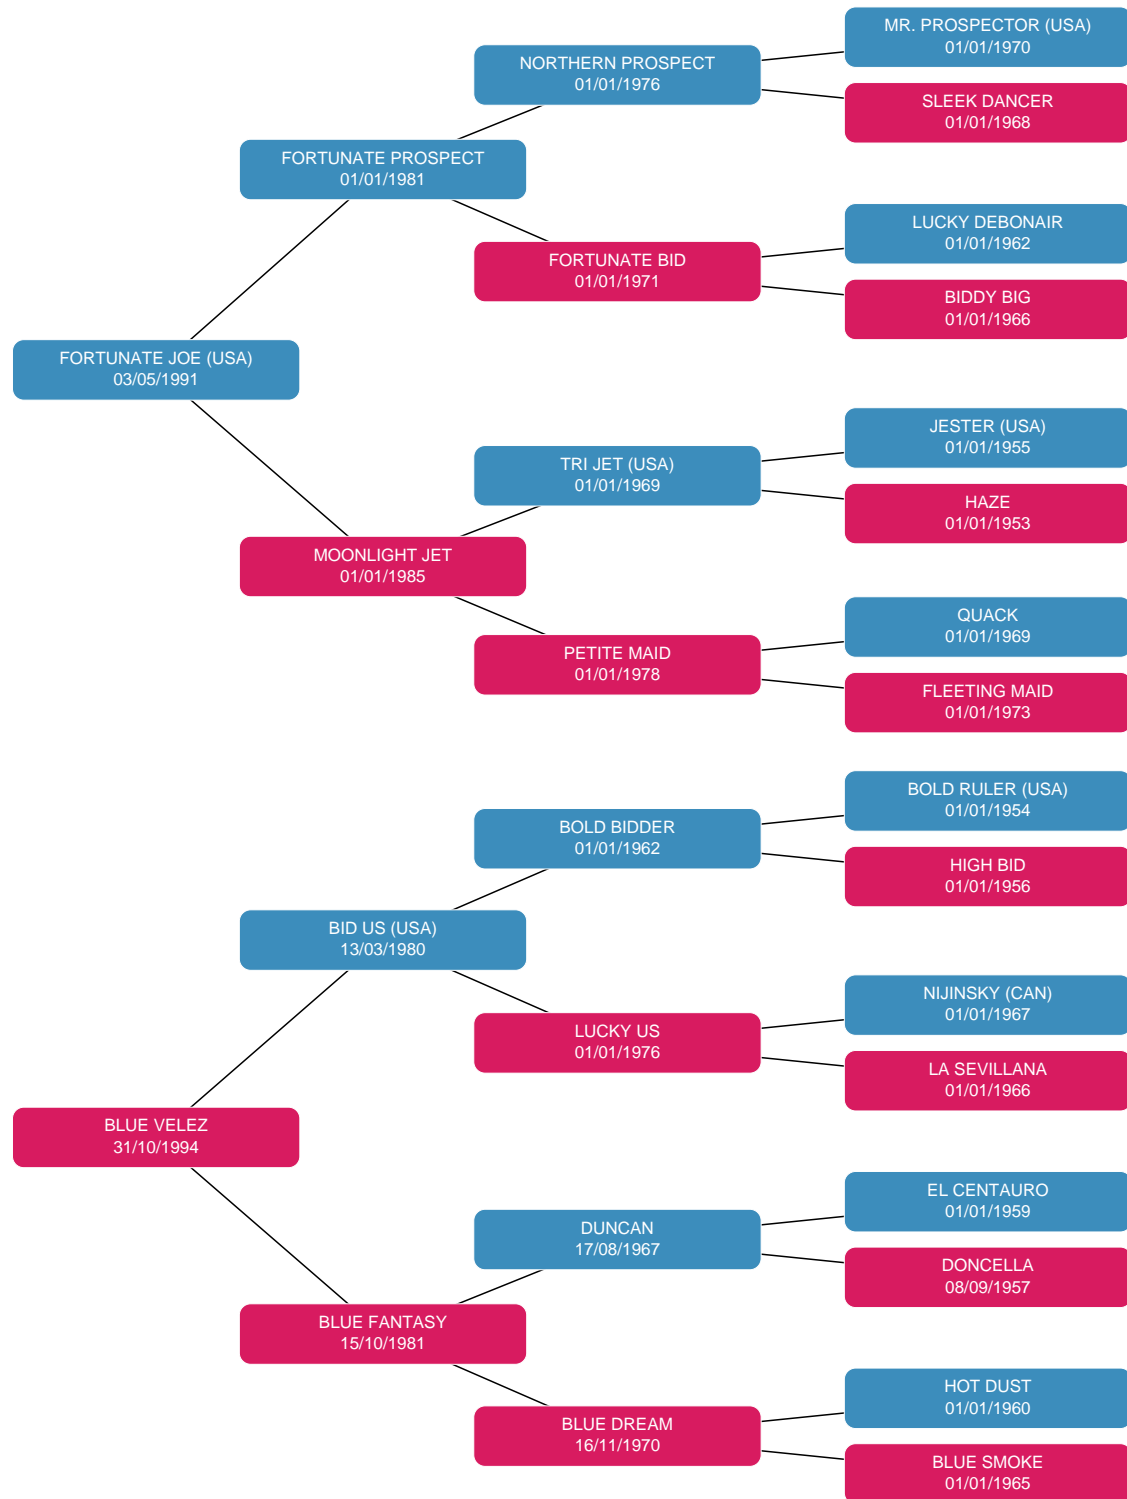 MR. PROSPECTOR (USA)
01/01/1970
NORTHERN PROSPECT
01/01/1976
SLEEK DANCER
01/01/1968
FORTUNATE PROSPECT
01/01/1981
LUCKY DEBONAIR
01/01/1962
FORTUNATE BID
01/01/1971
BIDDY BIG
01/01/1966
FORTUNATE JOE (USA)
03/05/1991
JESTER (USA)
01/01/1955
TRI JET (USA)
01/01/1969
HAZE
01/01/1953
MOONLIGHT JET
01/01/1985
QUACK
01/01/1969
PETITE MAID
01/01/1978
FLEETING MAID
01/01/1973
BOLD RULER (USA)
01/01/1954
BOLD BIDDER
01/01/1962
HIGH BID
01/01/1956
BID US (USA)
13/03/1980
NIJINSKY (CAN)
01/01/1967
LUCKY US
01/01/1976
LA SEVILLANA
01/01/1966
BLUE VELEZ
31/10/1994
EL CENTAURO
01/01/1959
DUNCAN
17/08/1967
DONCELLA
08/09/1957
BLUE FANTASY
15/10/1981
HOT DUST
01/01/1960
BLUE DREAM
16/11/1970
BLUE SMOKE
01/01/1965